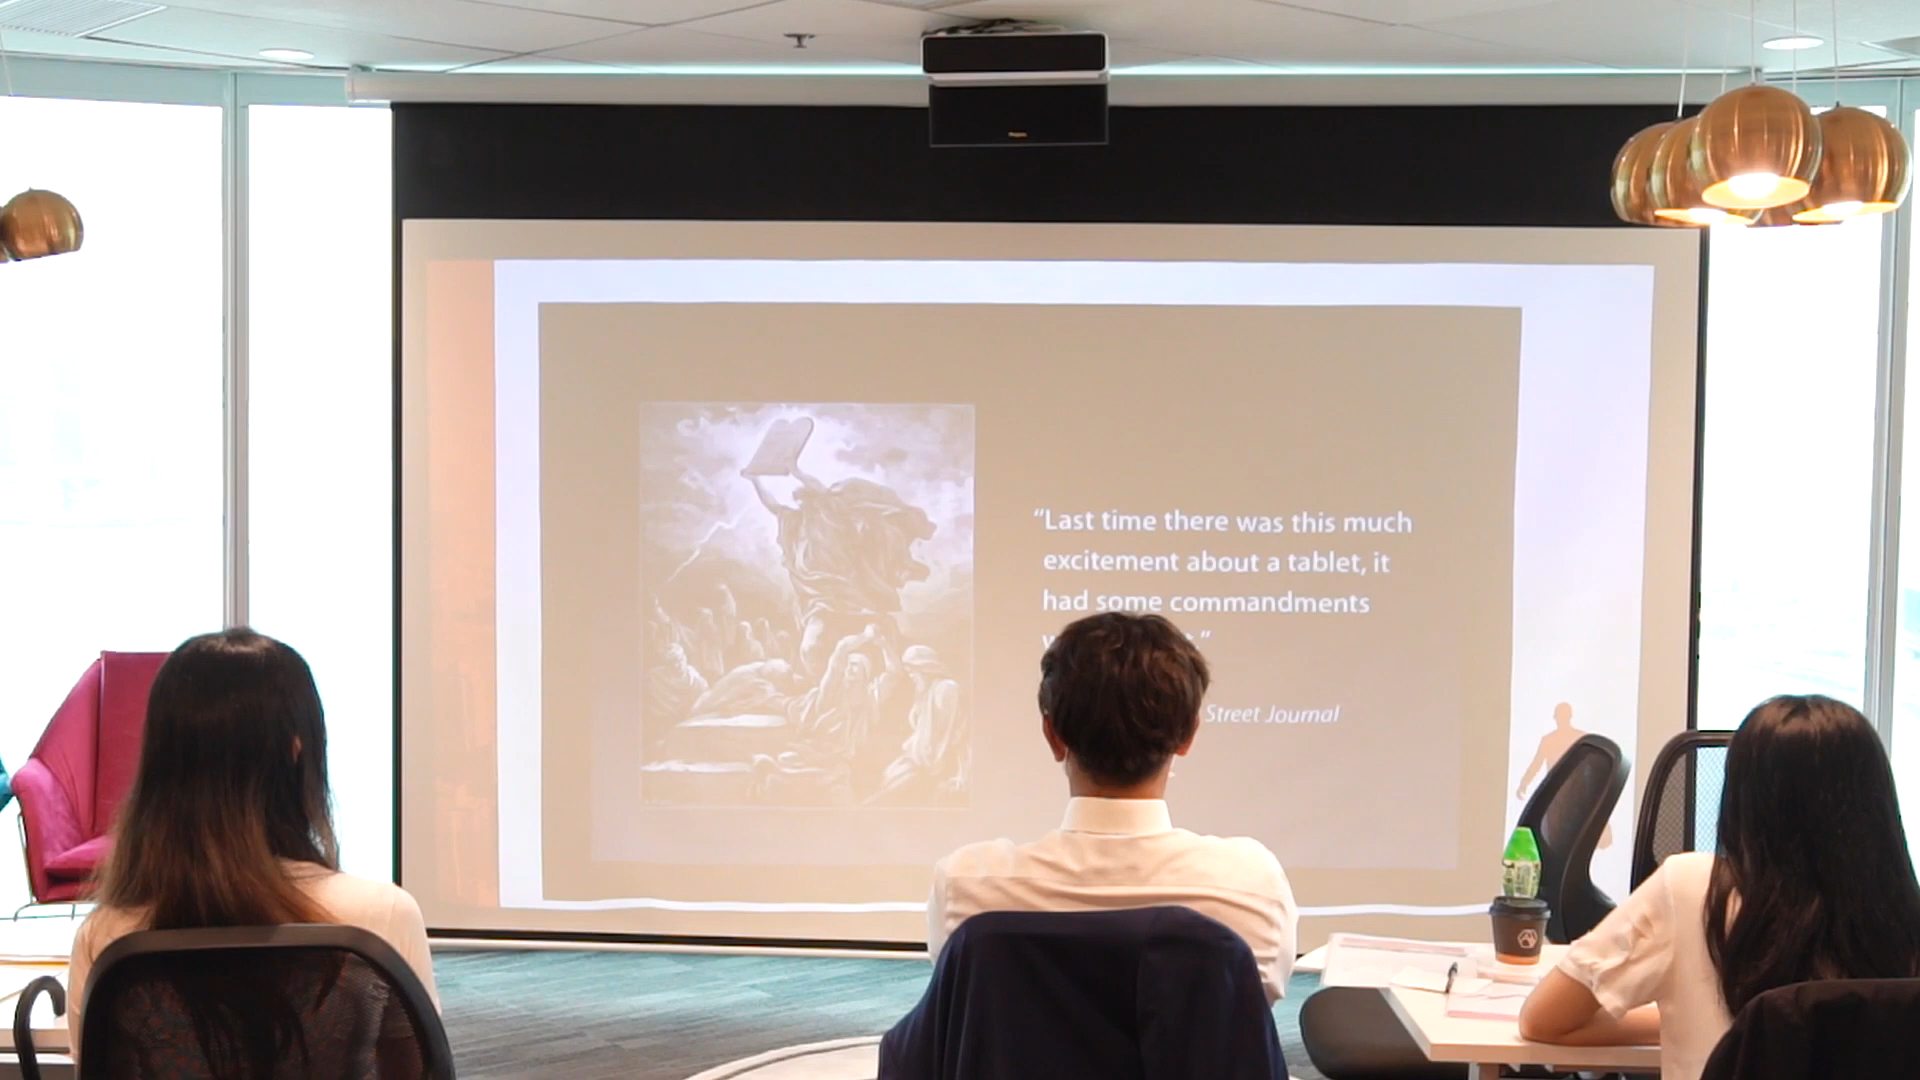 “Last time there was this much
excitement about a tablet, it
had some commandments
”
Street Journal